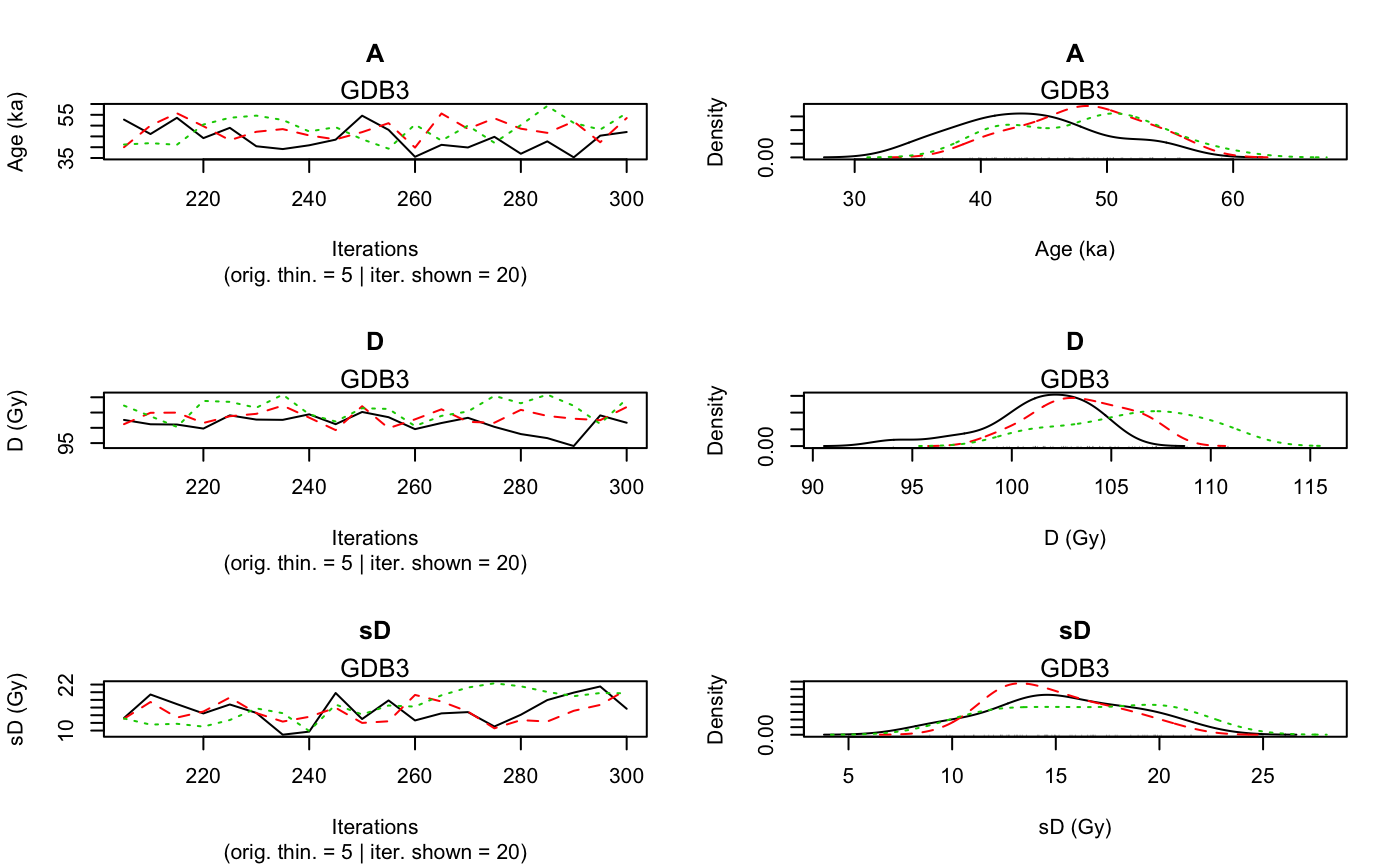 A
GDB3
Age (ka)
55
35
220 240 260 280 300
Iterations
(orig. thin. = 5 | iter. shown = 20)
A
GDB3
Density
0.00
30 40 50 60
Age (ka)
D
GDB3
D (Gy)
95
220 240 260 280 300
Iterations
(orig. thin. = 5 | iter. shown = 20)
D
GDB3
Density
0.00
90 95 100 105 110 115
D (Gy)
sD
GDB3
sD (Gy)
22
10
220 240 260 280 300
Iterations
(orig. thin. = 5 | iter. shown = 20)
sD
GDB3
Density
0.00
5 10 15 20 25
sD (Gy)